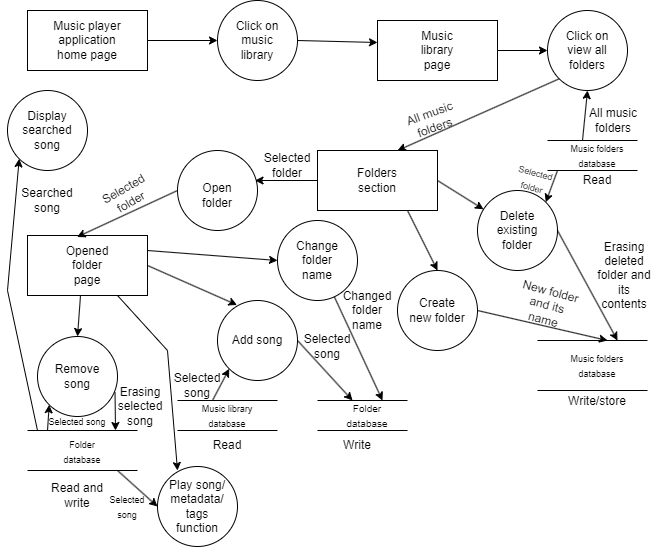 Music player
application
home page
Click on
music
library
Music
library
page
Click on
view all
folders
Display
searched
song
All music
folders
All music
folders
Music folders
database
Read
Searched
song
Selected
folder
Open
folder
Selected
folder
Folders
section
Selected
folder
Delete
existing
folder
Opened
folder
page
Change
folder
name
Erasing
deleted
folder and
its
contents
Changed
folder
name
Create
new folder
New folder
and its
name
Add song
Selected
song
Music folders
database
Write/store
Remove
song
Selected
song
Erasing
selected
song
Selected song
Music library
database
Read
Folder
database
Write
Folder
database
Read and
write
Selected
song
Play song/
metadata/
tags
function